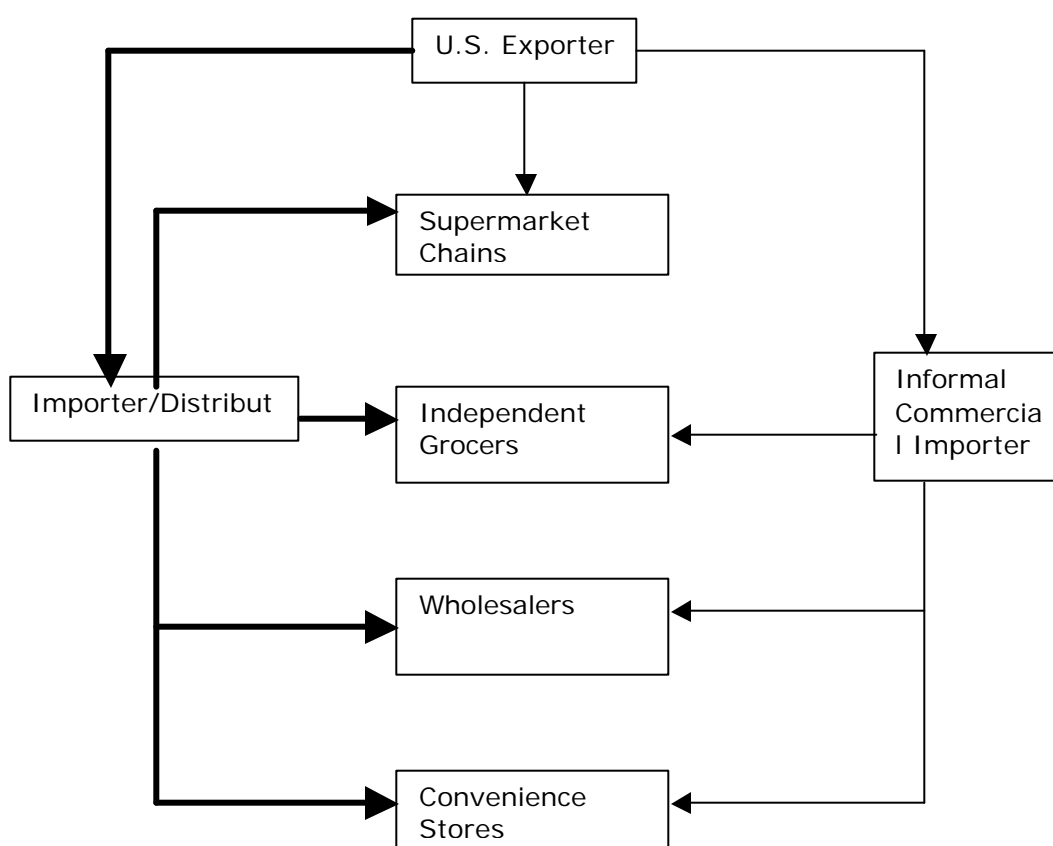 U.S. Exporter
Supermarket
Chains
Importer/Distribut
Independent
Grocers
Informal
Commercia
l Importer
Wholesalers
Convenience
Stores